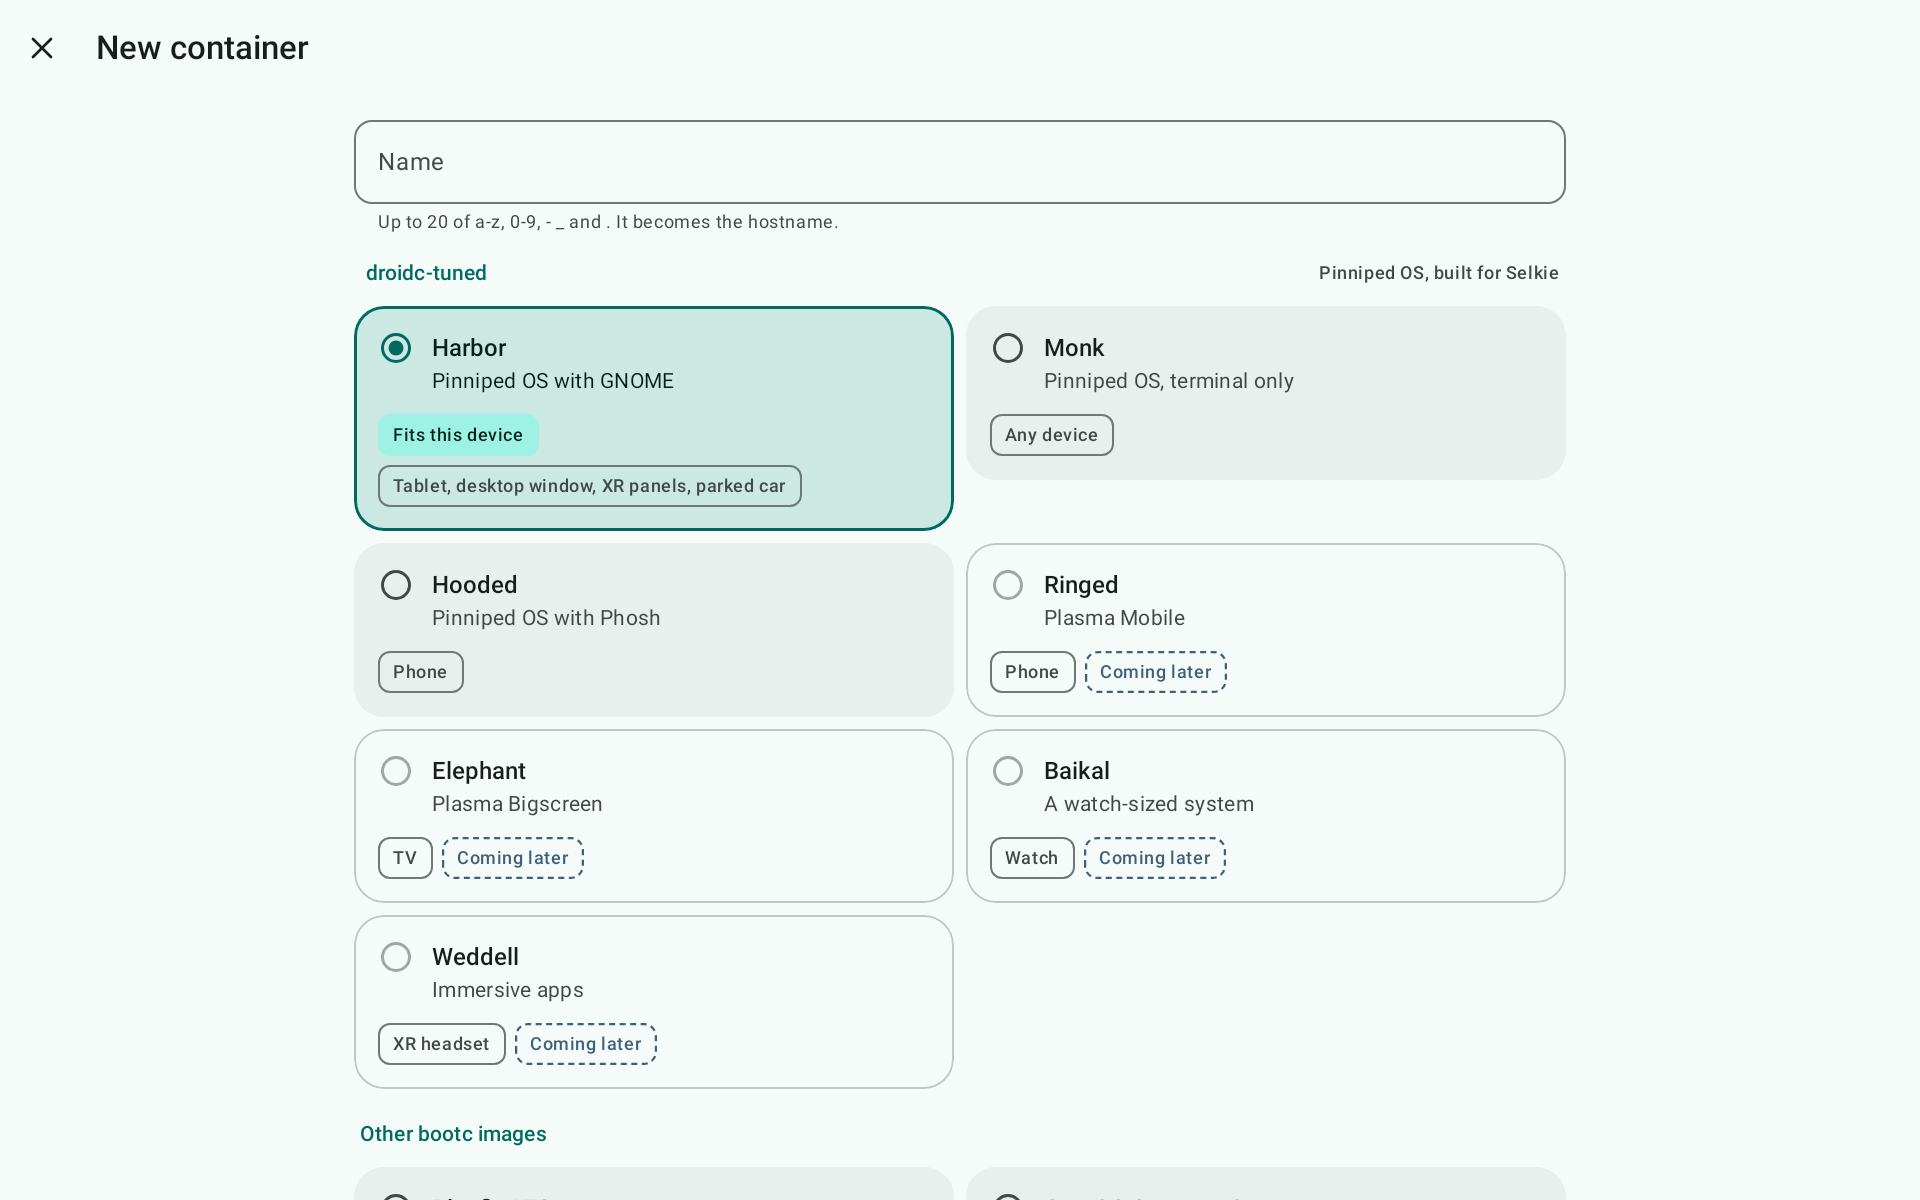 New container
Name
Up to 20 of a-z, 0-9, - _ and . It becomes the hostname.
droidc-tuned
Pinniped OS, built for Selkie
Harbor
Pinniped OS with GNOME
Fits this device
Tablet, desktop window, XR panels, parked car
Monk
Pinniped OS, terminal only
Any device
Hooded
Pinniped OS with Phosh
Phone
Ringed
Plasma Mobile
Phone
Coming later
Elephant
Plasma Bigscreen
TV
Coming later
Baikal
A watch-sized system
Watch
Coming later
Weddell
Immersive apps
XR headset
Coming later
Other bootc images